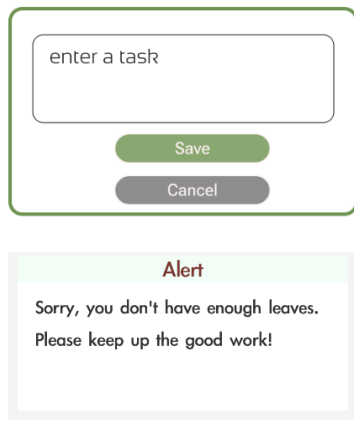 enter a task
Save
Cancel
Alert
Sorry, you don't have enough leaves.
Please keep up the good work!